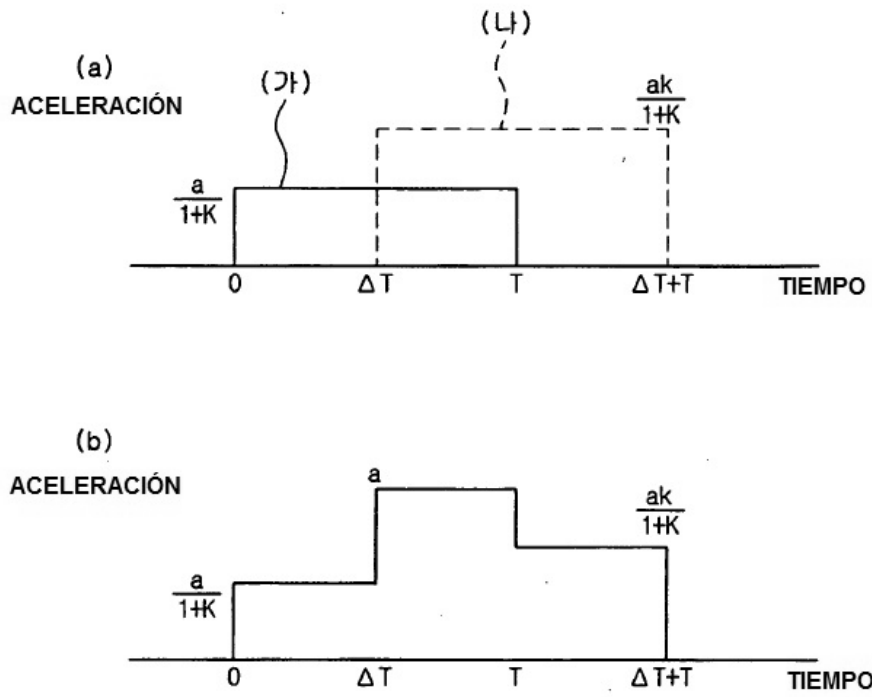 (a)
ACELERACIÓN
(가)
(나)
ak
1+K
a
1+K
0 ΔT T ΔT+T TIEMPO
(b)
ACELERACIÓN
a
ak
1+K
a
1+K
0 ΔT T ΔT+T TIEMPO